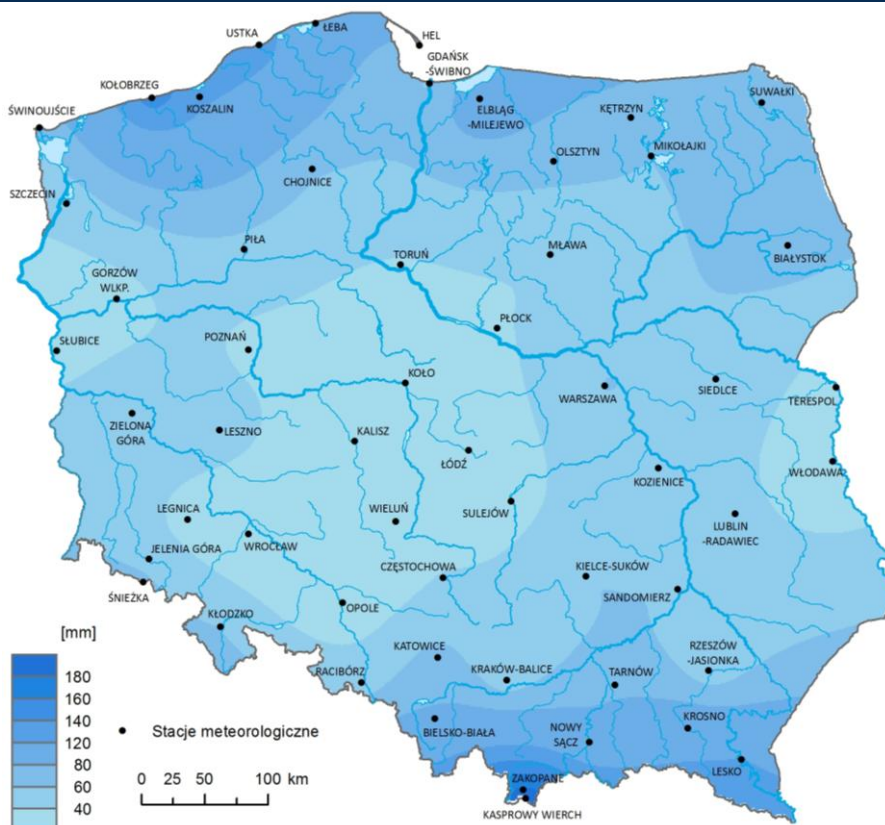 ŁEBA
USTKA
HEL
GDAŃSK
-ŚWIBNO
KOŁOBRZEG
KOSZALIN
ŚWINOUJŚCIE
ELBLĄG
-MILEJEWO
KĘTRZYN
SUWAŁKI
MIKOŁAJKI
OLSZTYN
CHOJNICE
SZCZECIN
PIŁA
MŁAWA
BIAŁYSTOK
TORUŃ
GORZÓW
WLKP.
PŁOCK
SŁUBICE
POZNAŃ
KOŁO
WARSZAWA
SIEDLCE
TERESPOL
ZIELONA
GÓRA
LESZNO
KALISZ
ŁÓDŹ
WŁODAWA
KOZIENICE
LEGNICA
WIELUŃ
SULEJÓW
LUBLIN
-RADAWIEC
WROCŁAW
JELENIA GÓRA
CZĘSTOCHOWA
KIELCE-SUKÓW
SANDOMIERZ
ŚNIEŻKA
KŁODZKO
OPOLE
KATOWICE
RACIBÓRZ
KRAKÓW-BALICE
TARNÓW
RZESZÓW
-JASIONKA
BIELSKO-BIAŁA
NOWY
SĄCZ
KROSNO
LESKO
ZAKOPANE
KASPROWY WIERCH
[mm]
180
160
140
120
80
60
40
Stacje meteorologiczne
0 25 50 100 km